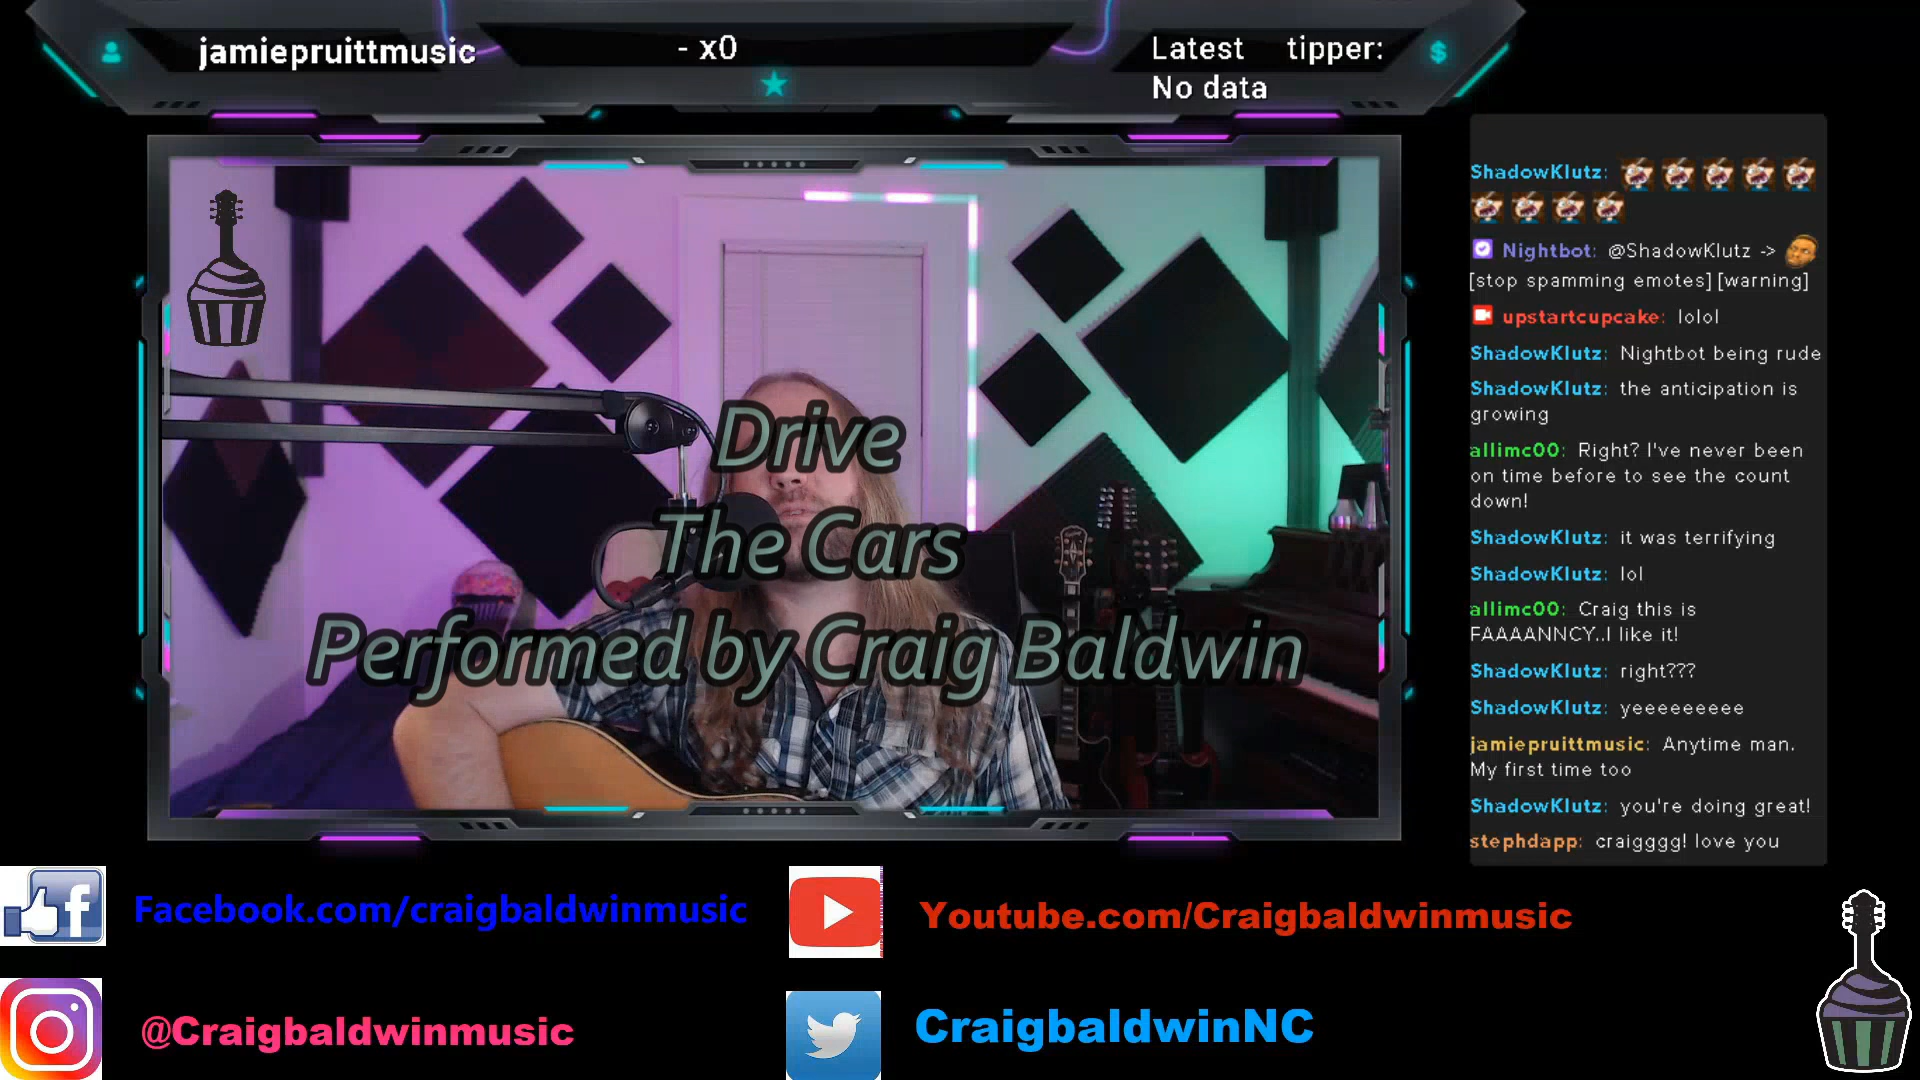 jamiepruittmusic
- x0
Latest tipper:
No data
ShadowKlutz:
Nightbot: @ShadowKlutz ->
[stop spamming emotes] [warning]
upstartcupcake: lolol
ShadowKlutz: Nightbot being rude
ShadowKlutz: the anticipation is
growing
allimc00: Right? I've never been
on time before to see the count
down!
ShadowKlutz: it was terrifying
ShadowKlutz: lol
allimc00: Craig this is
FAAAANNCY..I like it!
ShadowKlutz: right???
ShadowKlutz: yeeeeeeeee
jamiepruittmusic: Anytime man.
My first time too
ShadowKlutz: you're doing great!
stephdapp: craigggg! love you
Drive
The Cars
Performed by Craig Baldwin
Facebook.com/craigbaldwinmusic
Youtube.com/Craigbaldwinmusic
@Craigbaldwinmusic
CraigbaldwinNC